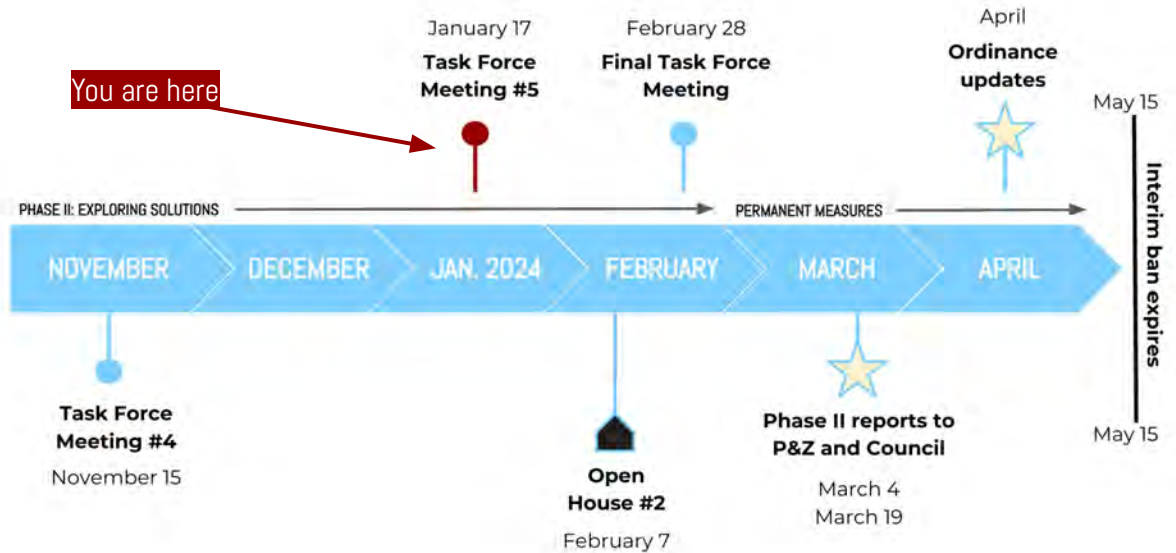 You are here
January 17
Task Force
Meeting #5
February 28
Final Task Force
Meeting
April
Ordinance
updates
May 15
PHASE II: EXPLORING SOLUTIONS
PERMANENT MEASURES
NOVEMBER
DECEMBER
JAN. 2024
FEBRUARY
MARCH
APRIL
Interim ban expires
Task Force
Meeting #4
November 15
Open
House #2
February 7
Phase II reports to
P&Z and Council
March 4
March 19
May 15